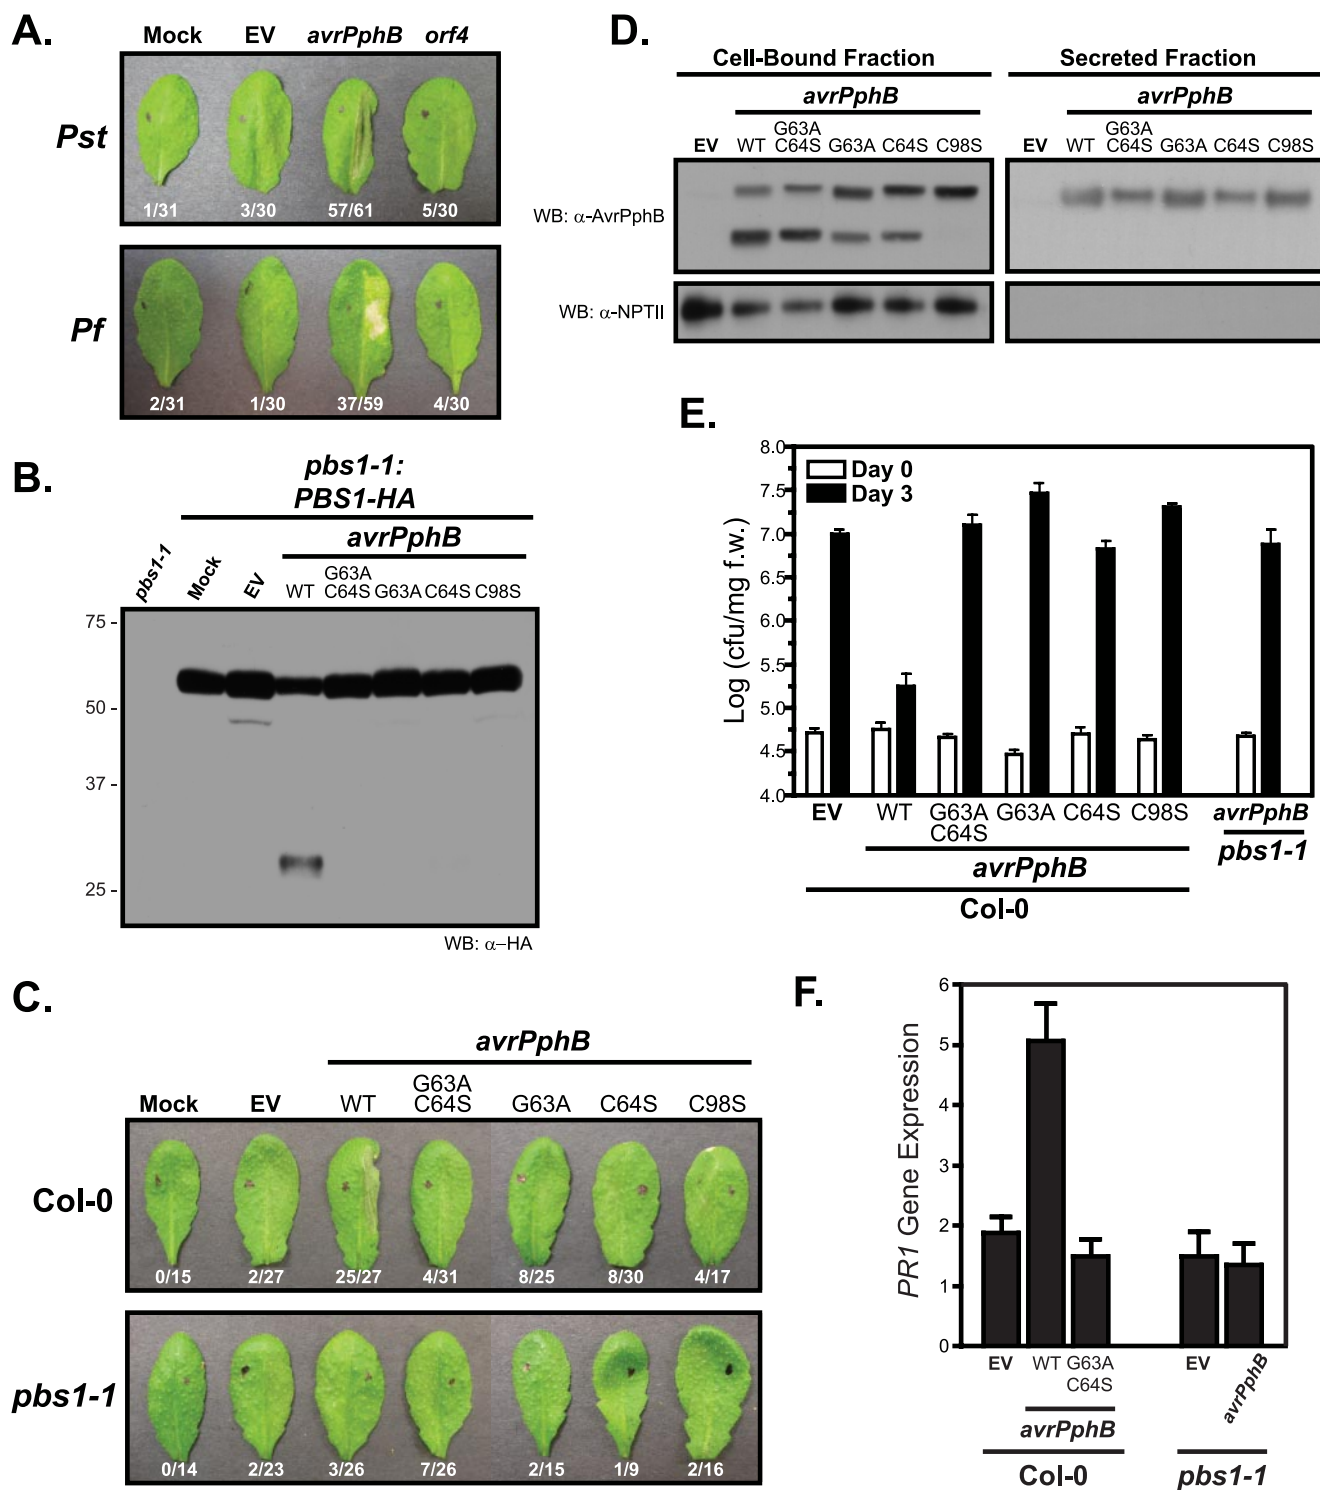 A.
Mock EV avrPphB orf4
Pst
1/31 3/30 57/61 5/30
Pf
2/31 1/30 37/59 4/30
B.
pbs1-1:
PBS1-HA
avrPphB
pbs1-1 Mock EV WT G63A C64S G63A C64S C98S
75
50
37
25
WB: α–HA
C.
avrPphB
Mock EV WT G63A C64S G63A C64S C98S
Col-0
0/15 2/27 25/27 4/31 8/25 8/30 4/17
pbs1-1
0/14 2/23 3/26 7/26 2/15 1/9 2/16
D.
Cell-Bound Fraction Secreted Fraction
avrPphB avrPphB
EV WT G63A C64S G63A C64S C98S EV WT G63A C64S G63A C64S C98S
WB: α-AvrPphB
WB: α-NPTII
E.
Day 0
Day 3
Log (cfu/mg f.w.)
8.0
7.5
7.0
6.5
6.0
5.5
5.0
4.5
4.0
EV WT G63A C64S G63A C64S C98S avrPphB
avrPphB pbs1-1
Col-0
F.
PR1 Gene Expression
6
5
4
3
2
1
0
EV WT G63A C64S EV avrPphB
avrPphB
Col-0 pbs1-1